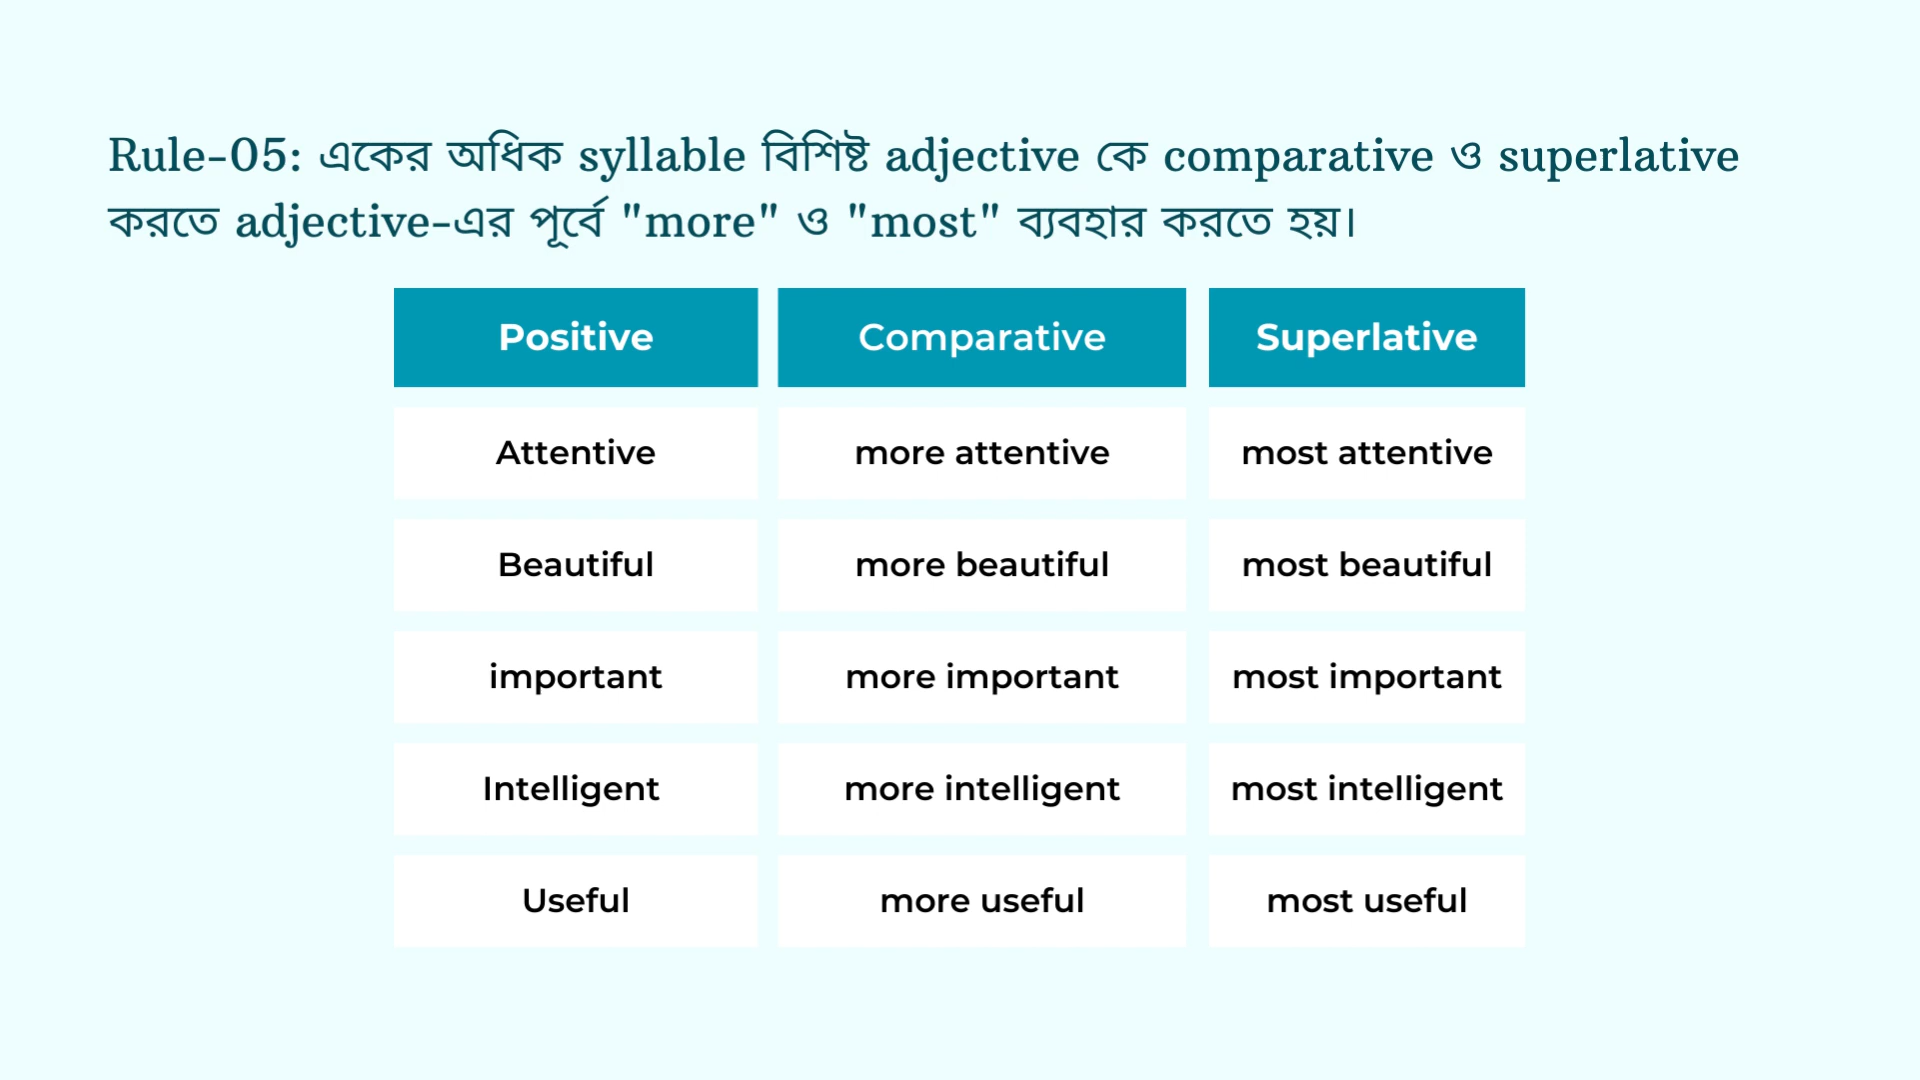 Rule-05: একের অধিক syllable বিশিষ্ট adjective কে comparative ও superlative
করতে adjective-এর পূর্বে "more" ও "most" ব্যবহার করতে হয়।
Positive Comparative Superlative
Attentive more attentive most attentive
Beautiful more beautiful most beautiful
important more important most important
Intelligent more intelligent most intelligent
Useful more useful most useful